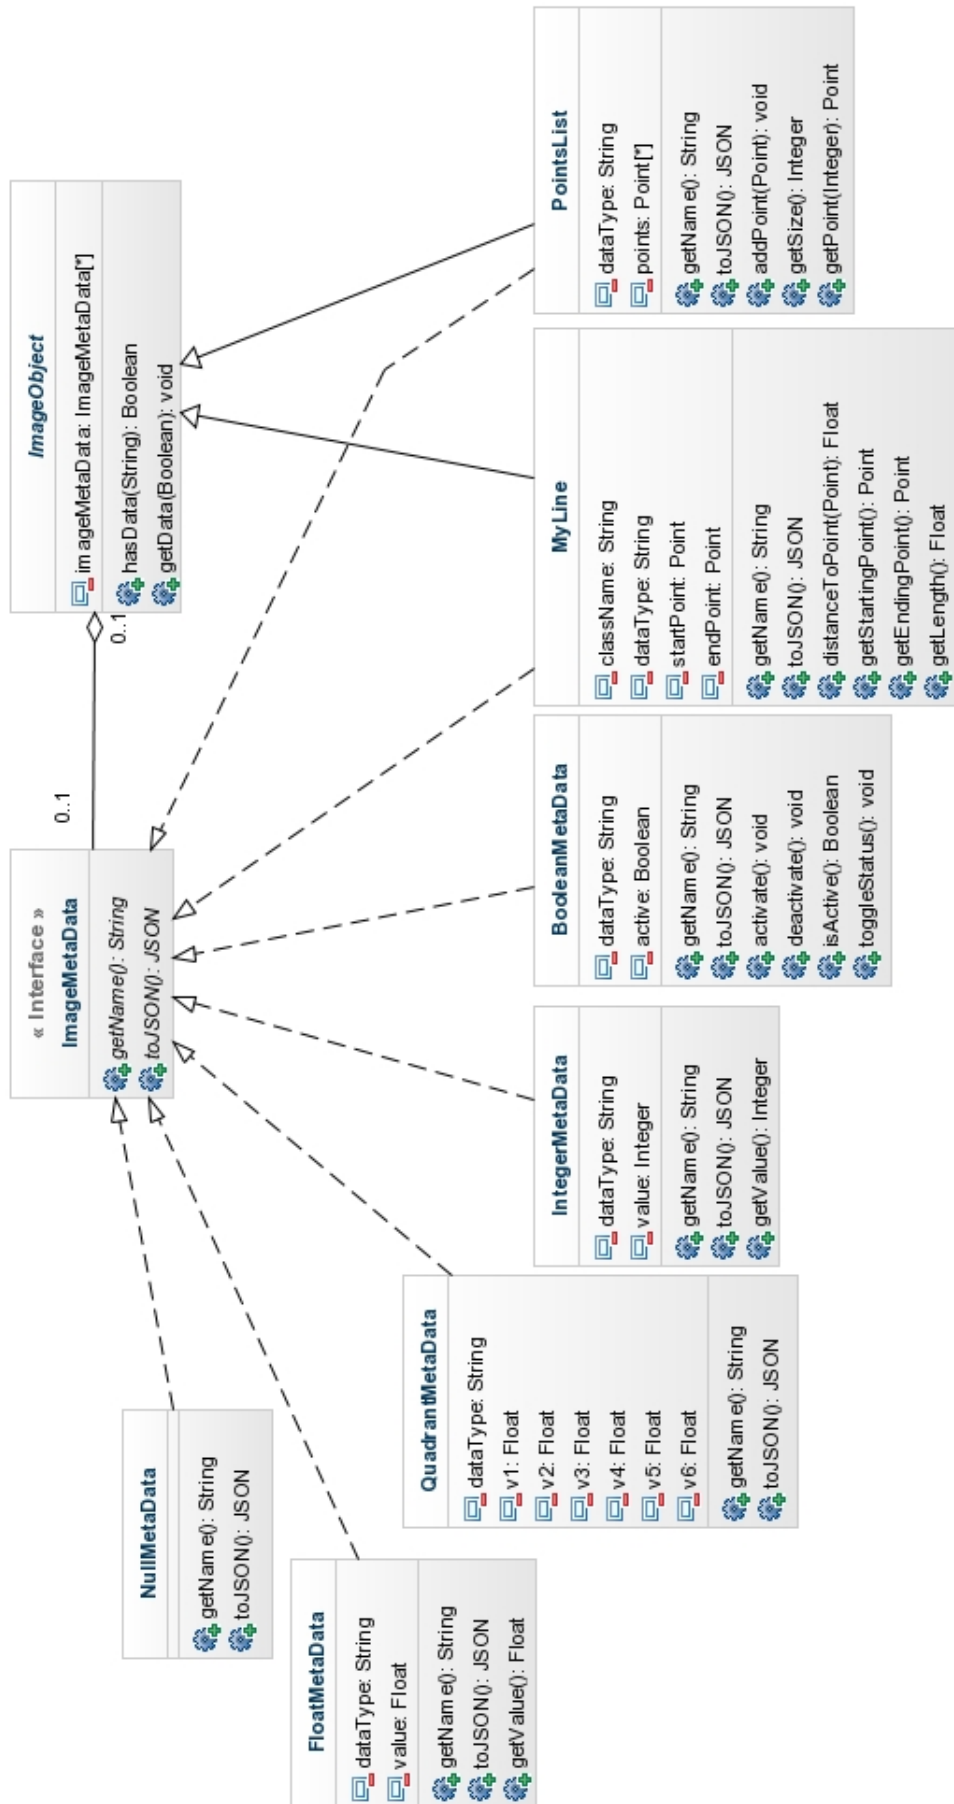 « Interface »
ImageMetaData
getName(): String
toJSON(): JSON
0..1
0..1
ImageObject
imageMetaData: ImageMetaData[*]
hasData(String): Boolean
getData(Boolean): void
NullMetaData
getName(): String
toJSON(): JSON
FloatMetaData
dataType: String
value: Float
getName(): String
toJSON(): JSON
getValue(): Float
QuadrantMetaData
dataType: String
v1: Float
v2: Float
v3: Float
v4: Float
v5: Float
v6: Float
getName(): String
toJSON(): JSON
IntegerMetaData
dataType: String
value: Integer
getName(): String
toJSON(): JSON
getValue(): Integer
BooleanMetaData
dataType: String
active: Boolean
getName(): String
toJSON(): JSON
activate(): void
deactivate(): void
isActive(): Boolean
toggleStatus(): void
MyLine
className: String
dataType: String
startPoint: Point
endPoint: Point
getName(): String
toJSON(): JSON
distanceToPoint(Point): Float
getStartingPoint(): Point
getEndingPoint(): Point
getLength(): Float
PointsList
dataType: String
points: Point[*]
getName(): String
toJSON(): JSON
addPoint(Point): void
getSize(): Integer
getPoint(Integer): Point